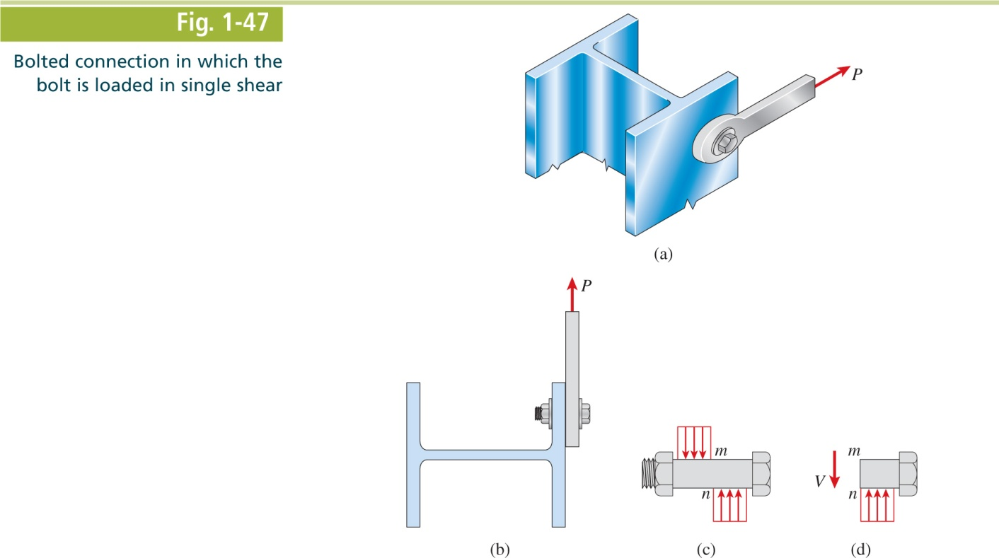 Fig. 1-47
Bolted connection in which the
bolt is loaded in single shear
P
(a)
P
m
n
m
V
n
(b)
(c)
(d)